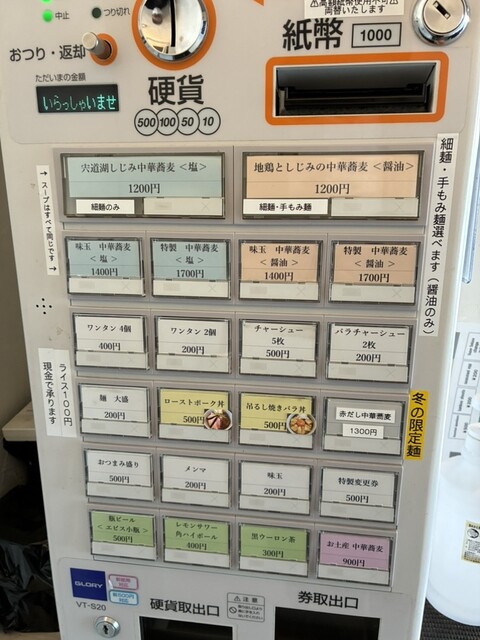 中止
つり切れ
おつり・返却
ただいまの金額
いらっしゃいませ
硬貨
500 100 50 10
両替いたします
紙幣
1000
宍道湖しじみ中華蕎麦 <塩>
1200円
細麺のみ
地鶏としじみの中華蕎麦 <醤油>
1200円
細麺・手もみ麺
→スープはすべて同じです→
細麺・手もみ麺選べます(醤油のみ)
味玉 中華蕎麦
<塩>
1400円
特製 中華蕎麦
<塩>
1700円
味玉 中華蕎麦
<醤油>
1400円
特製 中華蕎麦
<醤油>
1700円
ワンタン 4個
400円
ワンタン 2個
200円
チャーシュー
5枚
500円
バラチャーシュー
2枚
200円
ライス100円
現金で承ります
麺 大盛
200円
ローストポーク丼
500円
吊るし焼きバラ丼
500円
赤だし中華蕎麦
1300円
冬の限定麺
おつまみ盛り
500円
メンマ
200円
味玉
200円
特製変更券
500円
瓶ビール
<エビス小瓶>
500円
レモンサワー
角ハイボール
400円
黒ウーロン茶
300円
お土産 中華蕎麦
900円
GLORY
VT-S20
硬貨取出口
注意
券取出口